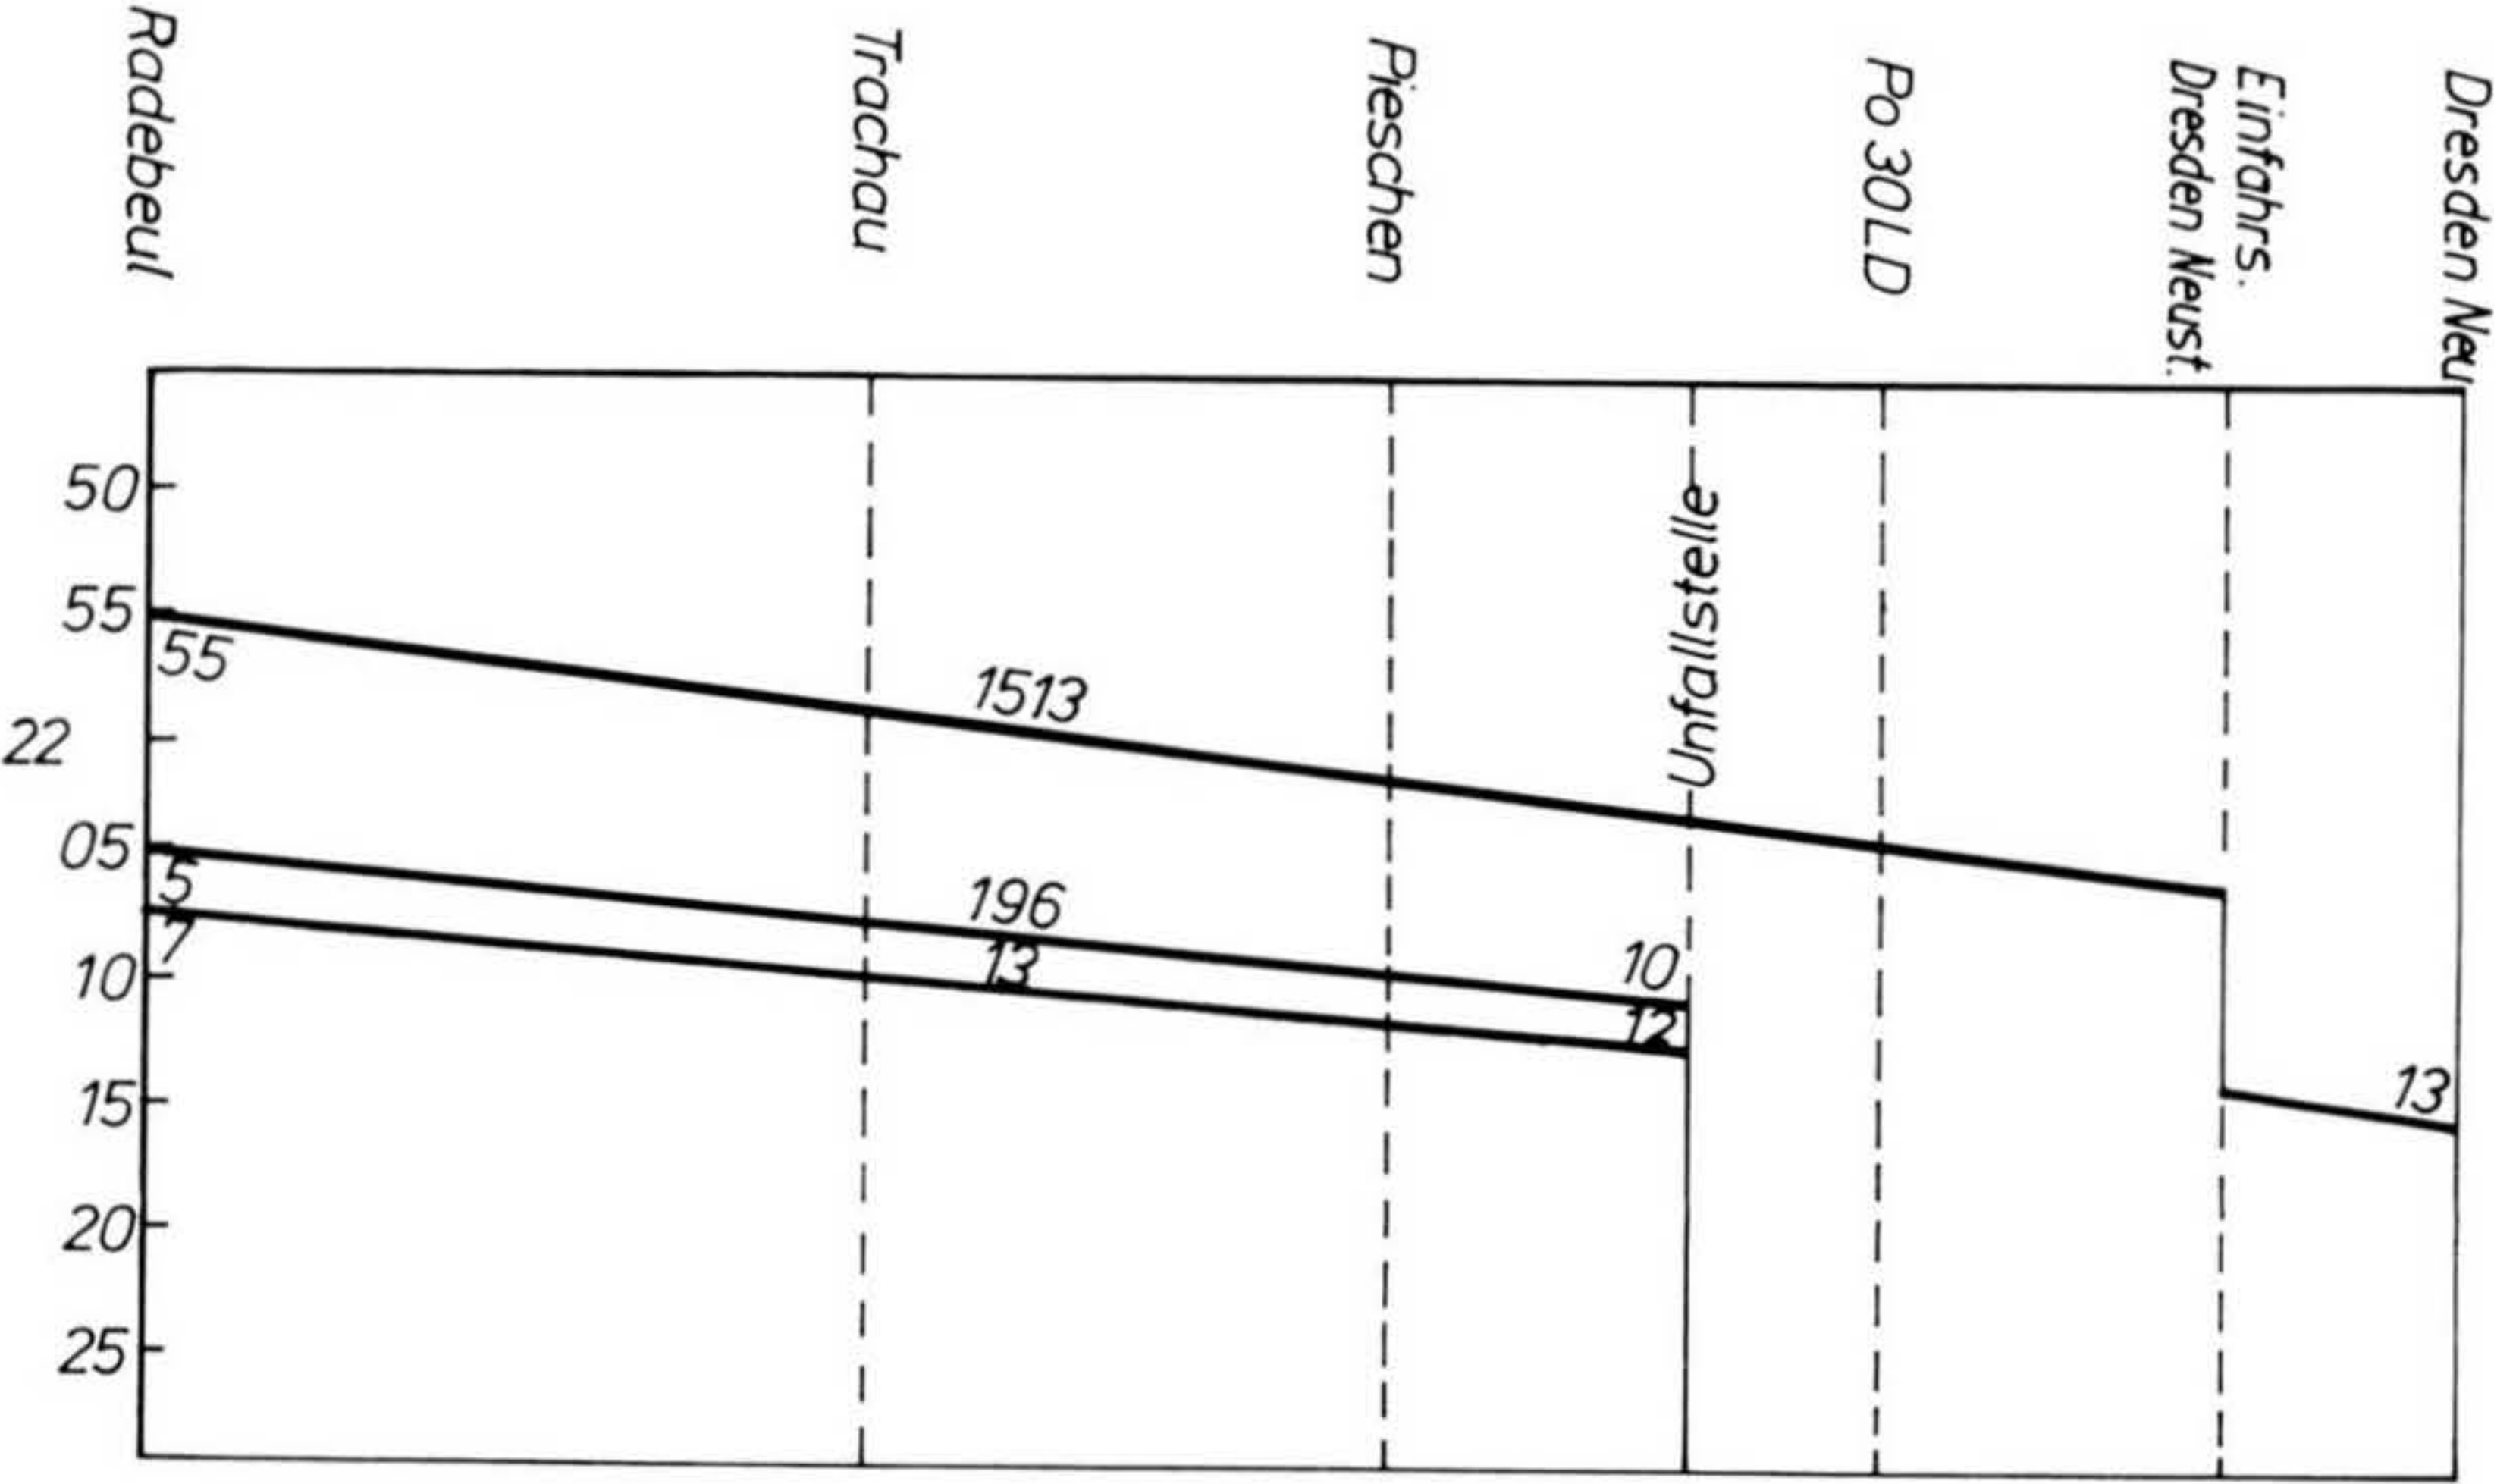 Radebeul
Trachau
Pieschen
Po 30LD
Einfahrs.
Dresden Neust.
Dresden Neu
50
55
55
1513
Unfallstelle
22
05
5
196
10
7
13
12
10
15
13
20
25